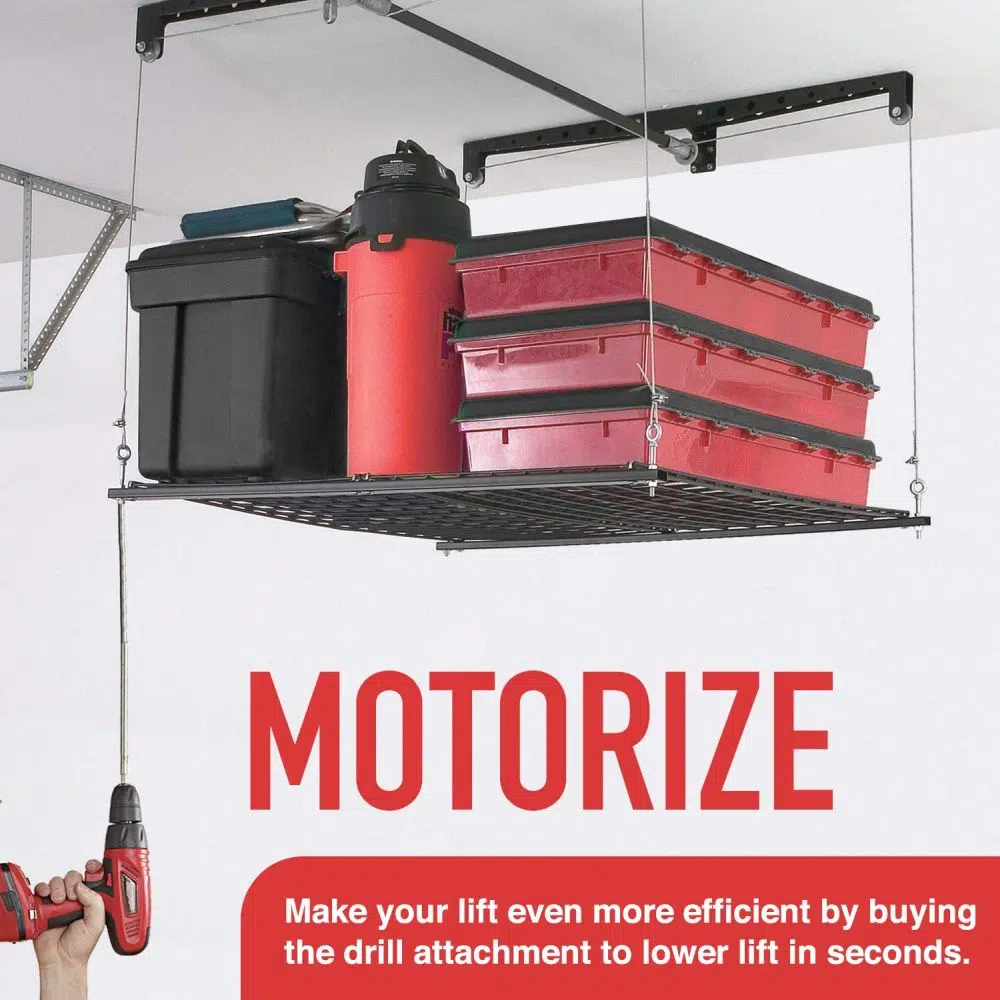 MOTORIZE
Make your lift even more efficient by buying
the drill attachment to lower lift in seconds.